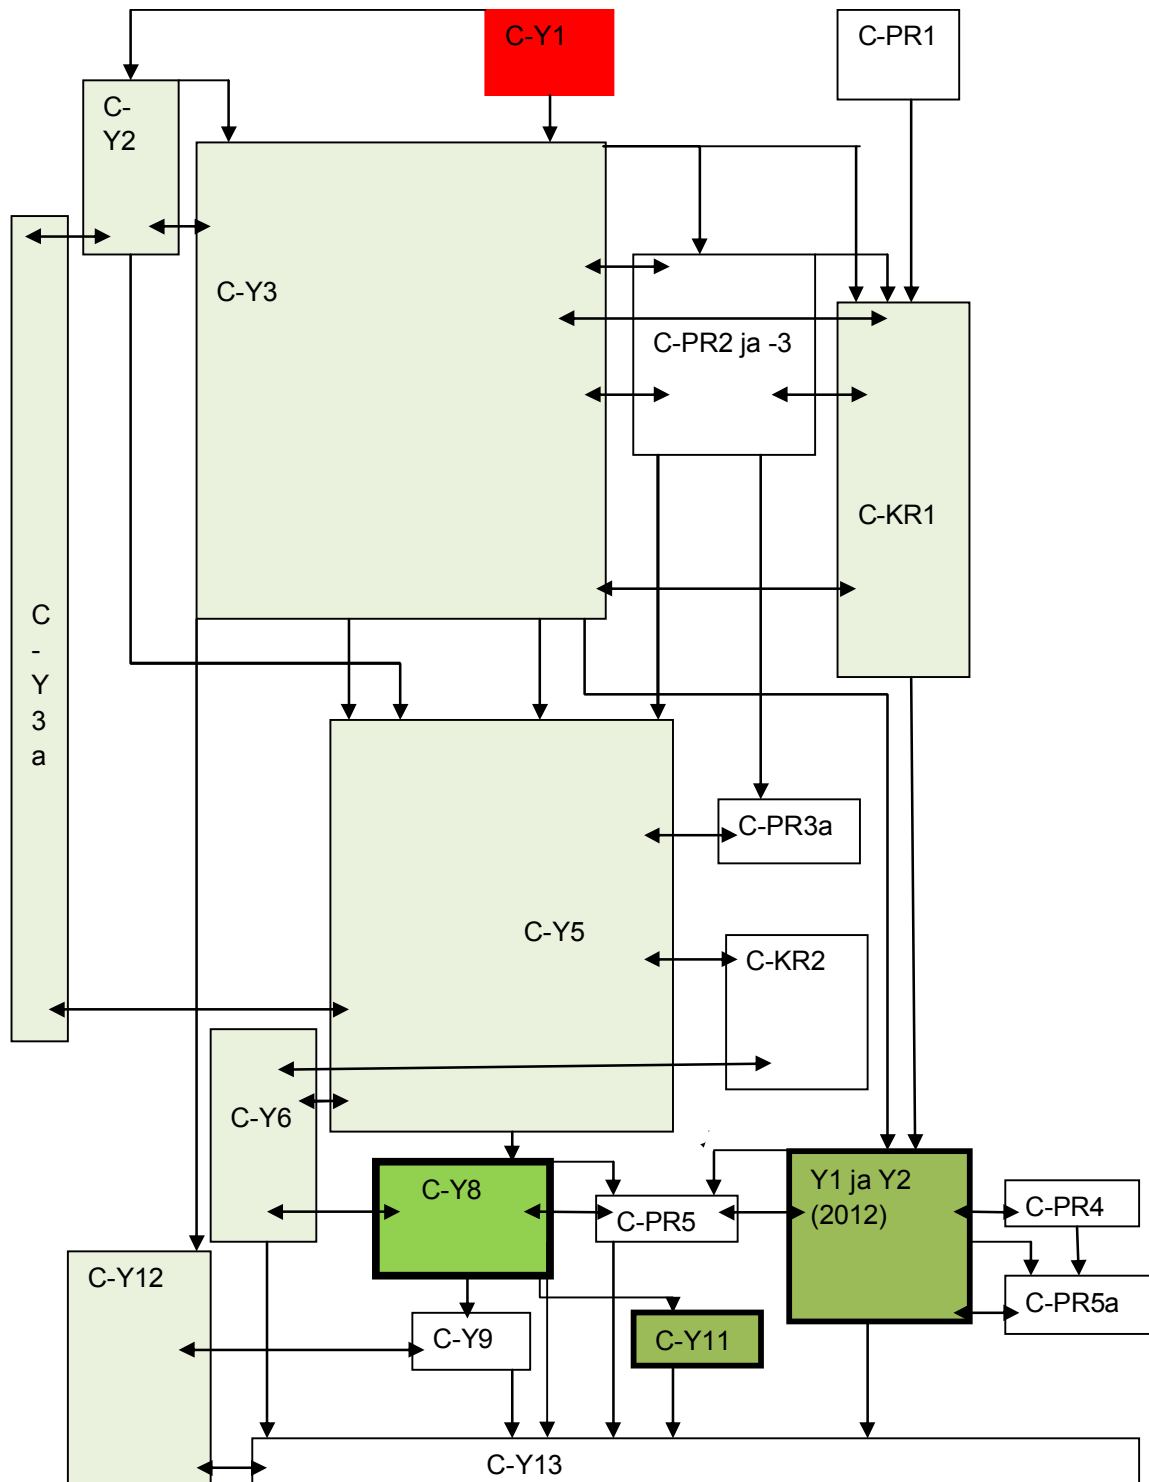 C-Y1
C-PR1
C-
Y2
C-Y3
C-PR2 ja -3
C-KR1
C
-
Y
3
a
C-PR3a
C-Y5
C-KR2
C-Y6
C-Y8
Y1 ja Y2
(2012)
C-PR4
C-PR5
C-Y12
C-PR5a
C-Y9
C-Y11
C-Y13